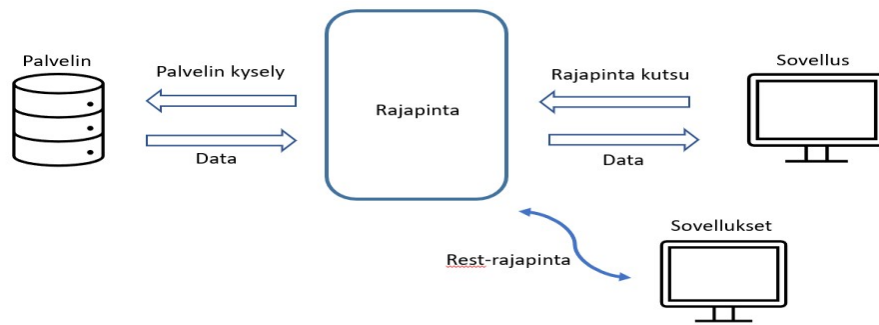 Palvelin
Palvelin kysely
Data
Rajapinta
Rajapinta kutsu
Data
Sovellus
Rest-rajapinta
Sovellukset